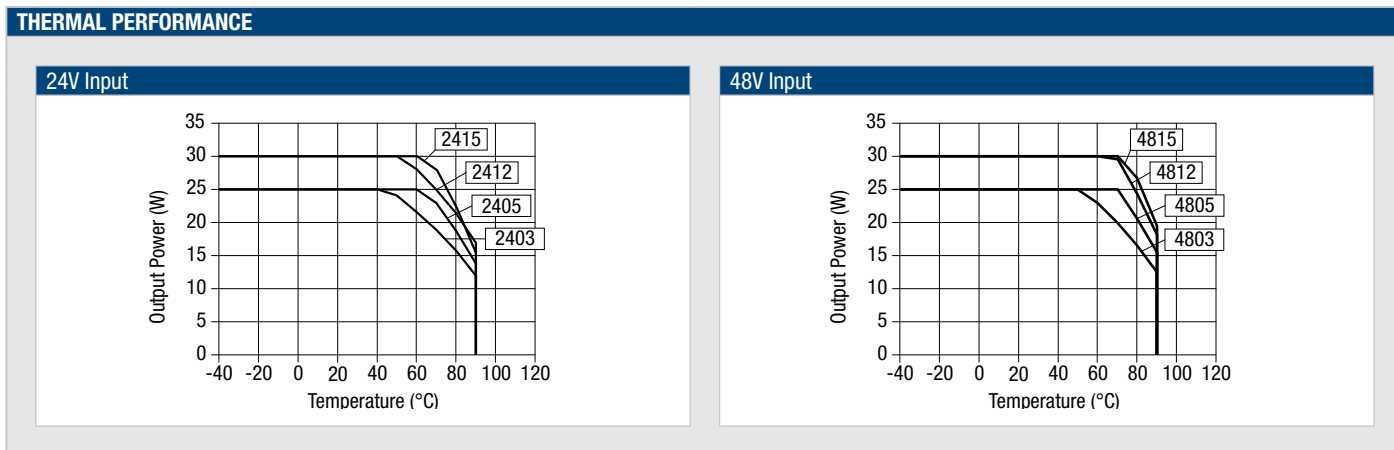 THERMAL PERFORMANCE
24V Input
35
30
25
20
15
10
5
0
Output Power (W)
2415
2412
2405
2403
-40 -20 0 20 40 60 80 100 120
Temperature (°C)
48V Input
35
30
25
20
15
10
5
0
Output Power (W)
4815
4812
4805
4803
-40 -20 0 20 40 60 80 100 120
Temperature (°C)